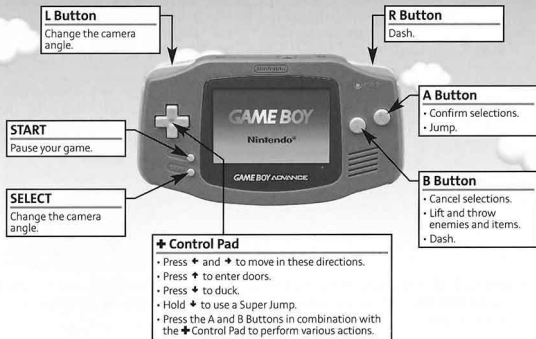 L Button
Change the camera
angle.
R Button
Dash.
Nintendo
A Button
• Confirm selections.
• Jump.
GAME BOY
Nintendo®
GAME BOY ADVANCE
START
Pause your game.
SELECT
Change the camera
angle.
B Button
• Cancel selections.
• Lift and throw
enemies and items.
• Dash.
✚ Control Pad
• Press ← and → to move in these directions.
• Press ↑ to enter doors.
• Press ↓ to duck.
• Hold ↓ to use a Super Jump.
• Press the A and B Buttons in combination with
the ✚ Control Pad to perform various actions.